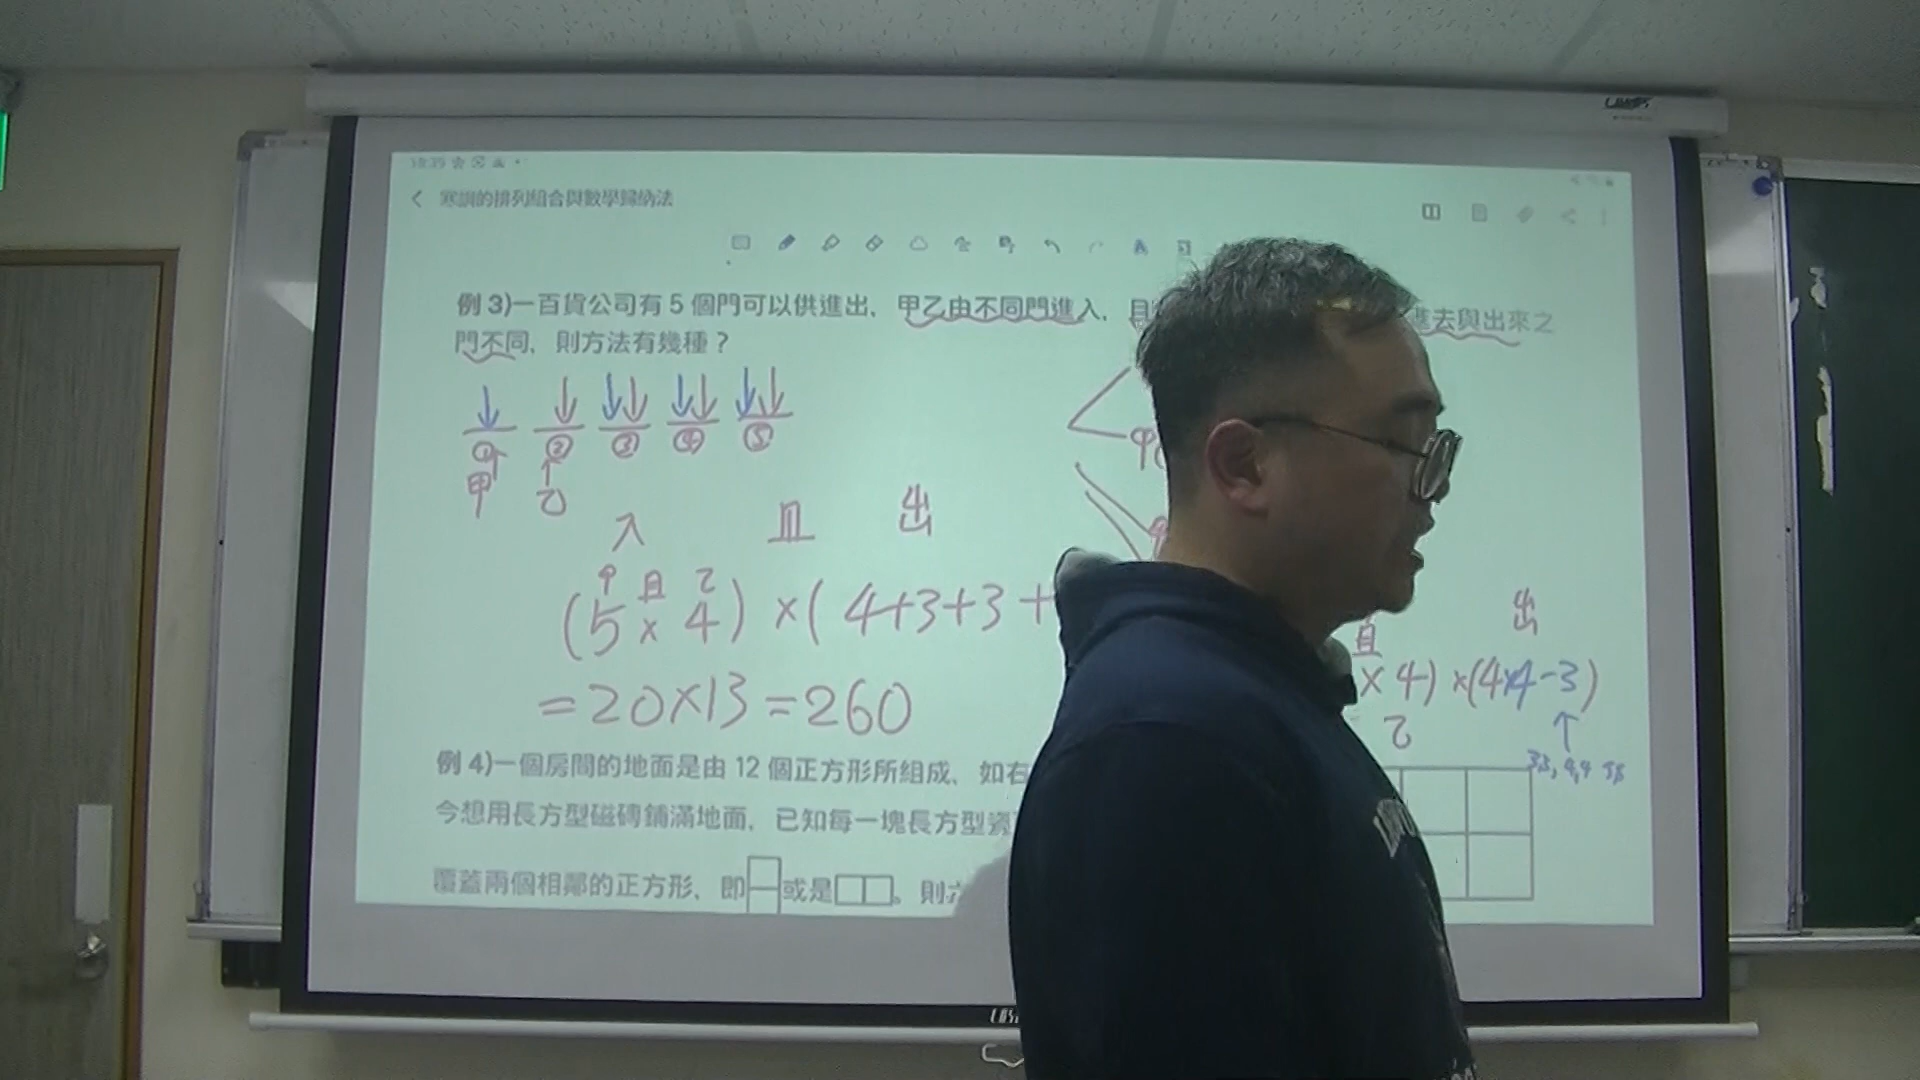 18:35
寒訓的排列組合與數學歸納法
例 3)一百貨公司有 5 個門可以供進出，甲乙由不同門進入，且
進去與出來之
門不同，則方法有幾種？
① ② ③ ④ ⑤
甲 乙
入 且 出
甲 且 乙
(5 × 4) ×( 4+3+3 +
=20×13=260
且 出
× 4) ×(4×4-3)
乙
33, 44, 55
例 4)一個房間的地面是由 12 個正方形所組成，如右
今想用長方型磁磚鋪滿地面，已知每一塊長方型
覆蓋兩個相鄰的正方形，即 或是 。則